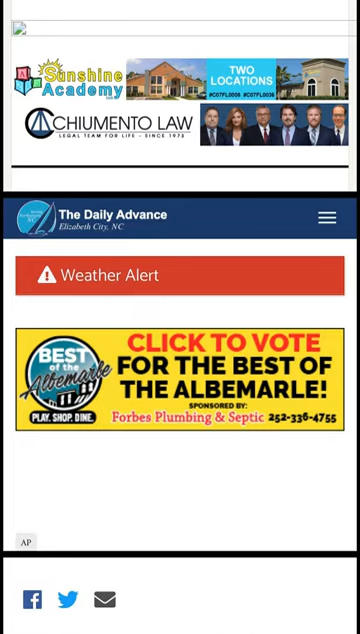 Sunshine
Academy
TWO
LOCATIONS
#C07FL0006 #C07FL0036
CHIUMENTO LAW
LEGAL TEAM FOR LIFE - SINCE 1973
The Daily Advance
Elizabeth City, NC
Weather Alert
BEST
of the
Albemarle
PLAY. SHOP. DINE.
CLICK TO VOTE
FOR THE BEST OF
THE ALBEMARLE!
SPONSORED BY:
Forbes Plumbing & Septic 252-336-4755
AP